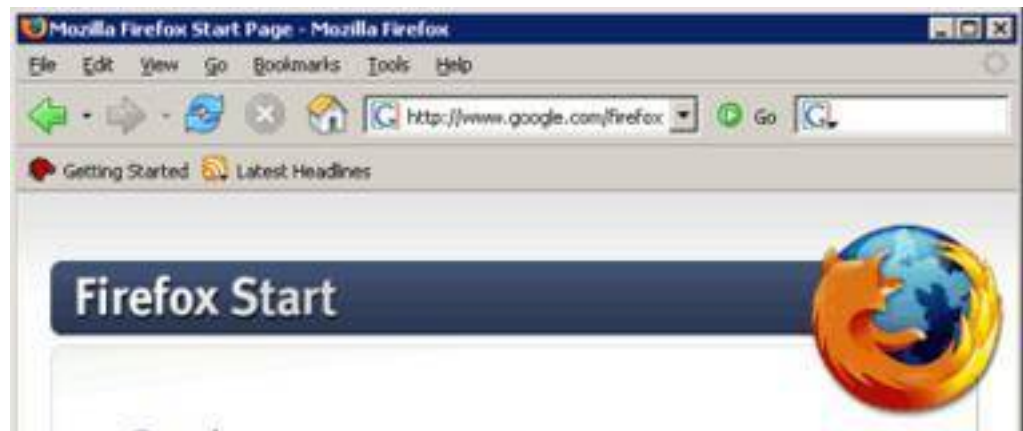 Mozilla Firefox Start Page - Mozilla Firefox
File Edit View Go Bookmarks Tools Help
http://www.google.com/firefox Go G
Getting Started Latest Headlines
Firefox Start